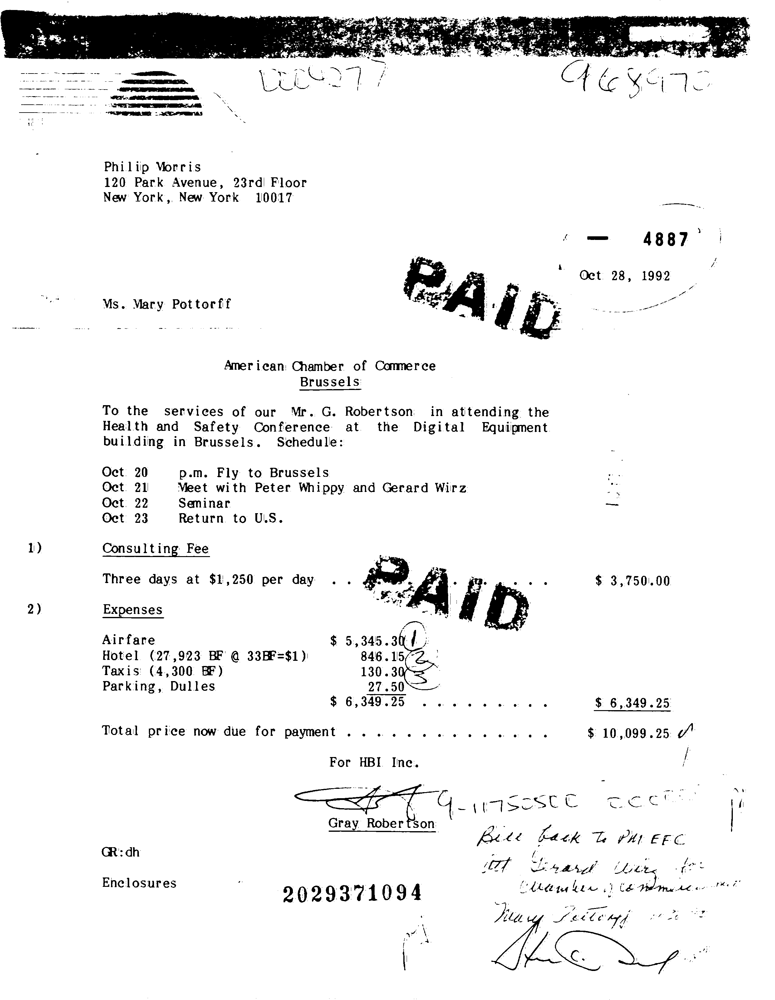 968970
Philip Morris
120 Park Avenue, 23rd Floor
New York, New York 10017
— 4887
Oct 28, 1992
PAID
Ms. Mary Pottorff
American Chamber of Commerce
Brussels
To the services of our Mr. G. Robertson in attending the
Health and Safety Conference at the Digital Equipment
building in Brussels. Schedule:
Oct 20 p.m. Fly to Brussels
Oct 21 Meet with Peter Whippy and Gerard Wirz
Oct 22 Seminar
Oct 23 Return to U.S.
1) Consulting Fee
Three days at $1,250 per day . . . . . . . $ 3,750.00
PAID
2) Expenses
Airfare $ 5,345.30 1
Hotel (27,923 BF @ 33BF=$1) 846.15 2
Taxis (4,300 BF) 130.30 3
Parking, Dulles 27.50
$ 6,349.25 . . . . . . . . . $ 6,349.25
Total price now due for payment . . . . . . . . . . . . . . $ 10,099.25
For HBI Inc.
Gray Robertson
Bill back to PM EFC
GR:dh
Att Gerard Wirz for
Enclosures
Chamber of Commerce
2029371094
Mary Pottorff